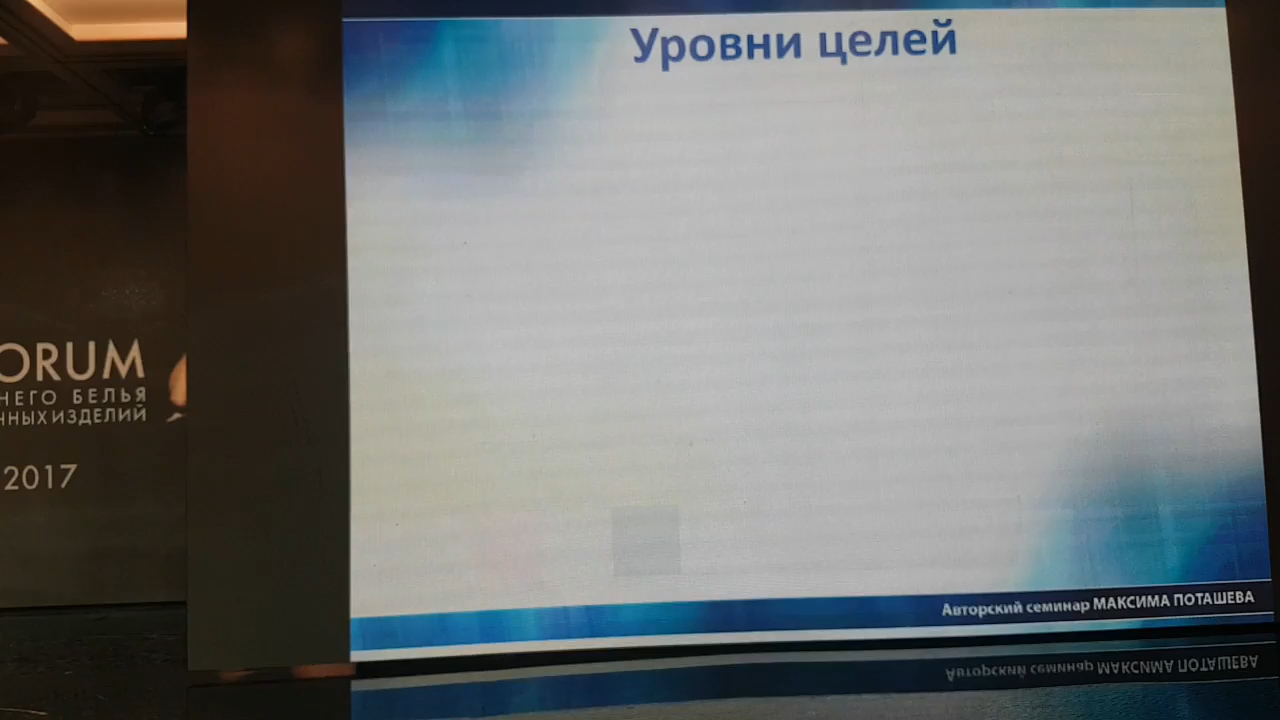 Уровни целей
ORUM
НЕГО БЕЛЬЯ
ННЫХ ИЗДЕЛИЙ
2017
Авторский семинар МАКСИМА ПОТАШЕВА